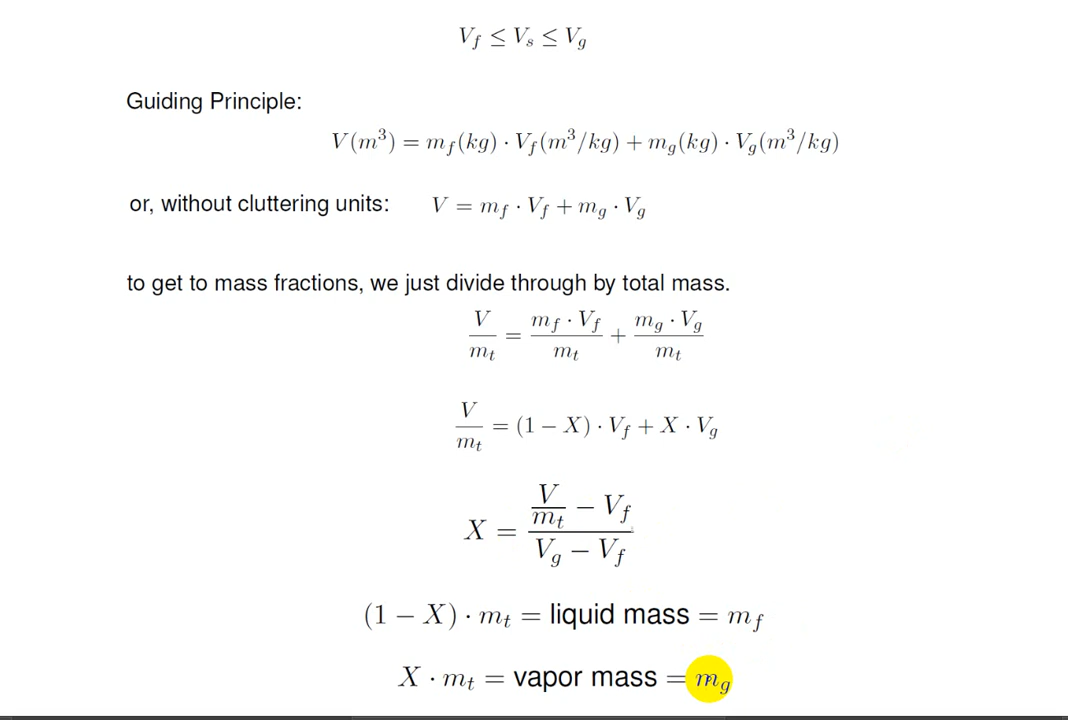 V_f ≤ V_s ≤ V_g
Guiding Principle:
V(m³) = m_f(kg) · V_f(m³/kg) + m_g(kg) · V_g(m³/kg)
or, without cluttering units: V = m_f · V_f + m_g · V_g
to get to mass fractions, we just divide through by total mass.
V/m_t = (m_f · V_f)/m_t + (m_g · V_g)/m_t
V/m_t = (1 − X) · V_f + X · V_g
X = (V/m_t − V_f)/(V_g − V_f)
(1 − X) · m_t = liquid mass = m_f
X · m_t = vapor mass = m_g